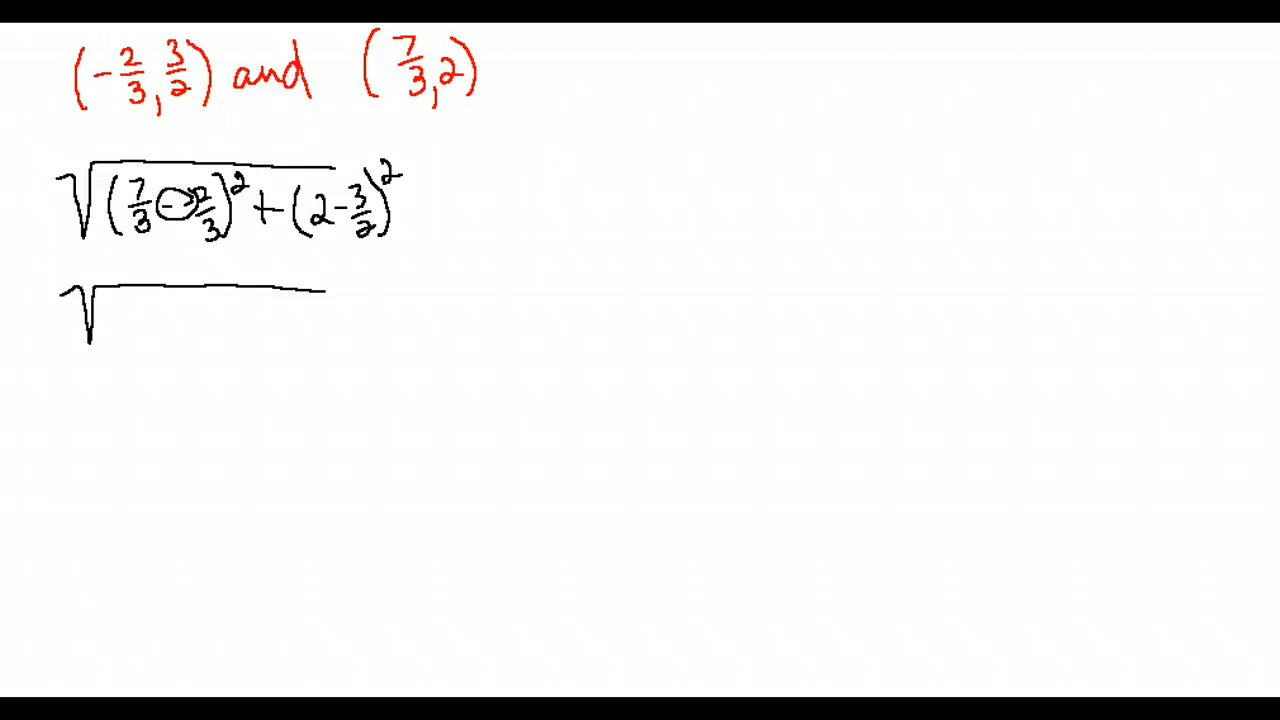 (-2/3, 3/2) and (7/3, 2)
√(7/3 - -2/3)² + (2 - 3/2)²
√